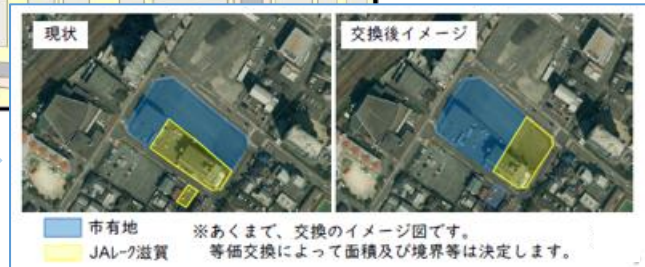 現状
交換後イメージ
市有地
JAレーク滋賀
※あくまで、交換のイメージ図です。
等価交換によって面積及び境界等は決定します。